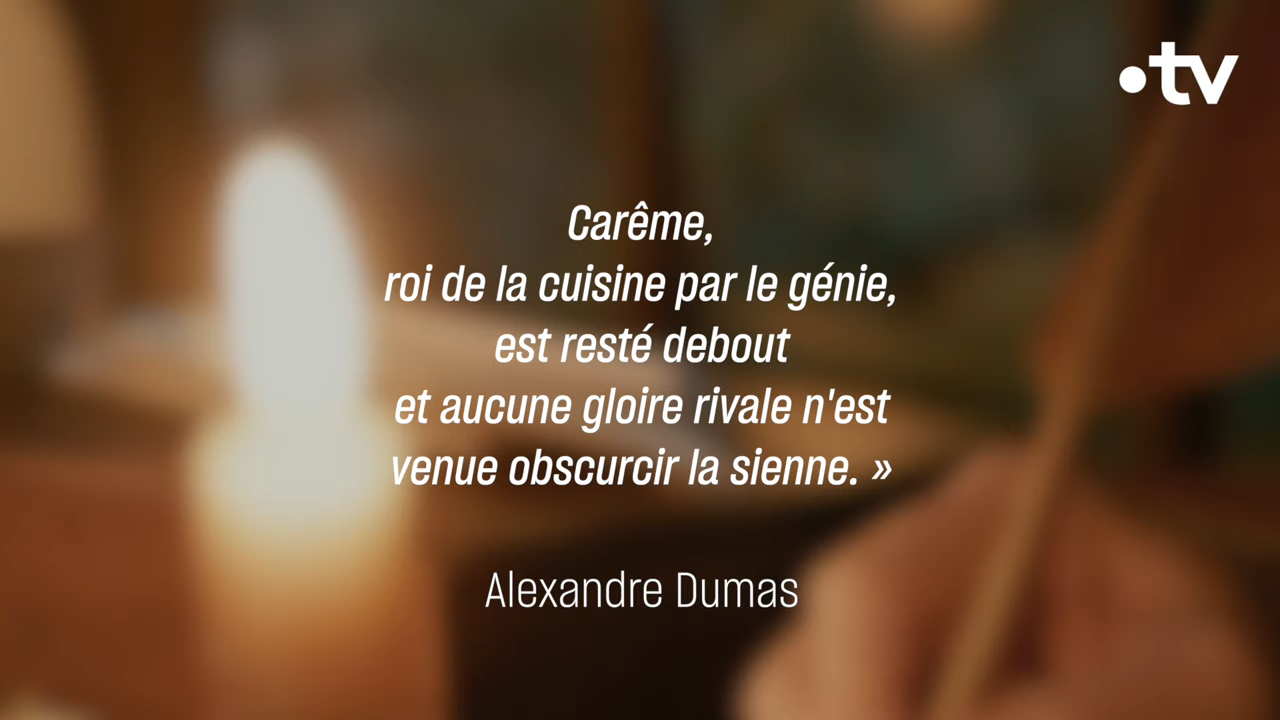 •tv
Carême,
roi de la cuisine par le génie,
est resté debout
et aucune gloire rivale n'est
venue obscurcir la sienne. »
Alexandre Dumas